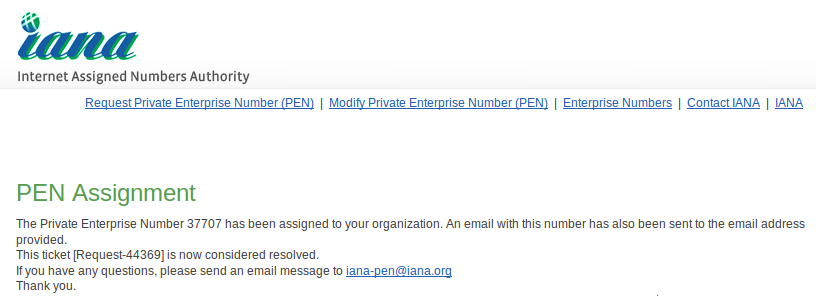 iana
Internet Assigned Numbers Authority
Request Private Enterprise Number (PEN) | Modify Private Enterprise Number (PEN) | Enterprise Numbers | Contact IANA | IANA
PEN Assignment
The Private Enterprise Number 37707 has been assigned to your organization. An email with this number has also been sent to the email address
provided.
This ticket [Request-44369] is now considered resolved.
If you have any questions, please send an email message to iana-pen@iana.org
Thank you.